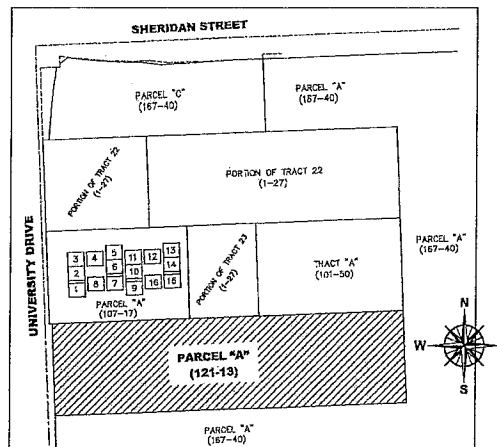 SHERIDAN STREET
PARCEL "C"
(167-40)
PARCEL "A"
(167-40)
PORTION OF TRACT 22
(1-27)
PORTION OF TRACT 22
(1-27)
UNIVERSITY DRIVE
3 4 5 11 12 13
2 6 10 14
1 8 7 9 16 15
PARCEL "A"
(107-17)
PORTION OF TRACT 23
(1-27)
TRACT "A"
(101-50)
PARCEL "A"
(167-40)
N
W E
S
PARCEL "A"
(121-13)
PARCEL "A"
(167-40)